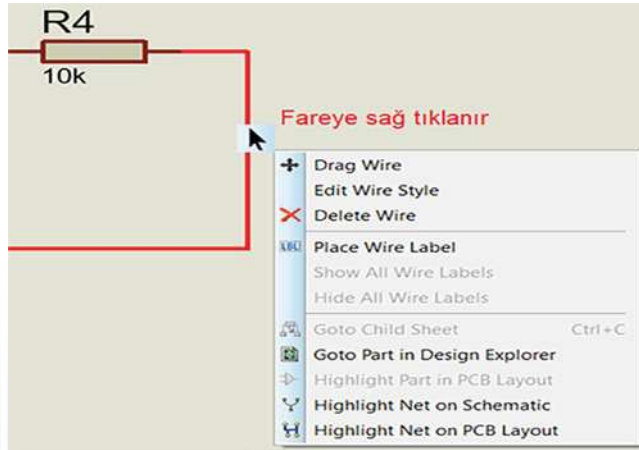 R4
10k
Fareye sağ tıklanır
Drag Wire
Edit Wire Style
Delete Wire
LBL Place Wire Label
Show All Wire Labels
Hide All Wire Labels
Goto Child Sheet Ctrl+C
Goto Part in Design Explorer
Highlight Part in PCB Layout
Highlight Net on Schematic
Highlight Net on PCB Layout